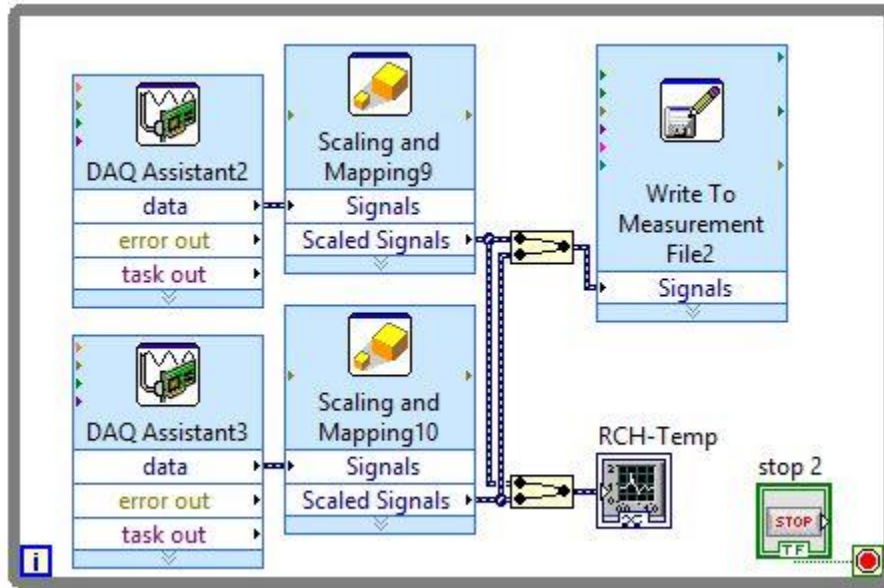 DAQ Assistant2
data
error out
task out
Scaling and
Mapping9
Signals
Scaled Signals
Write To
Measurement
File2
Signals
DAQ Assistant3
data
error out
task out
Scaling and
Mapping10
Signals
Scaled Signals
RCH-Temp
stop 2
STOP
TF
i